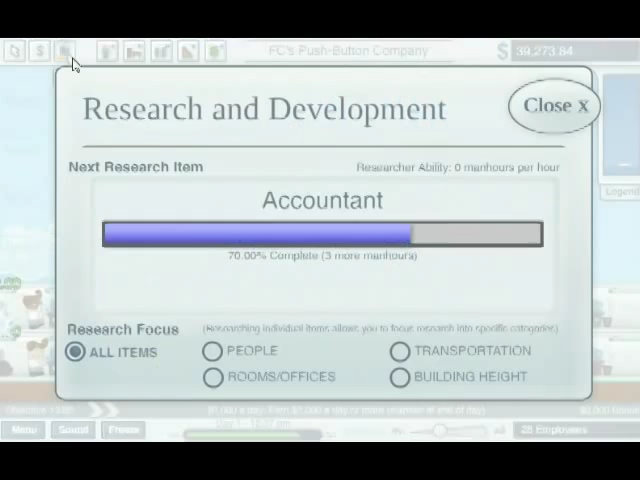 $
FC's Push-Button Company
$ 39,273.84
Research and Development
Close X
Next Research Item
Researcher Ability: 0 manhours per hour
Legend
Accountant
70.00% Complete (3 more manhours)
Research Focus
(Researching individual items allows you to focus research into specific categories)
ALL ITEMS
PEOPLE
TRANSPORTATION
ROOMS/OFFICES
BUILDING HEIGHT
Menu
Sound
Freeze
28 Employees